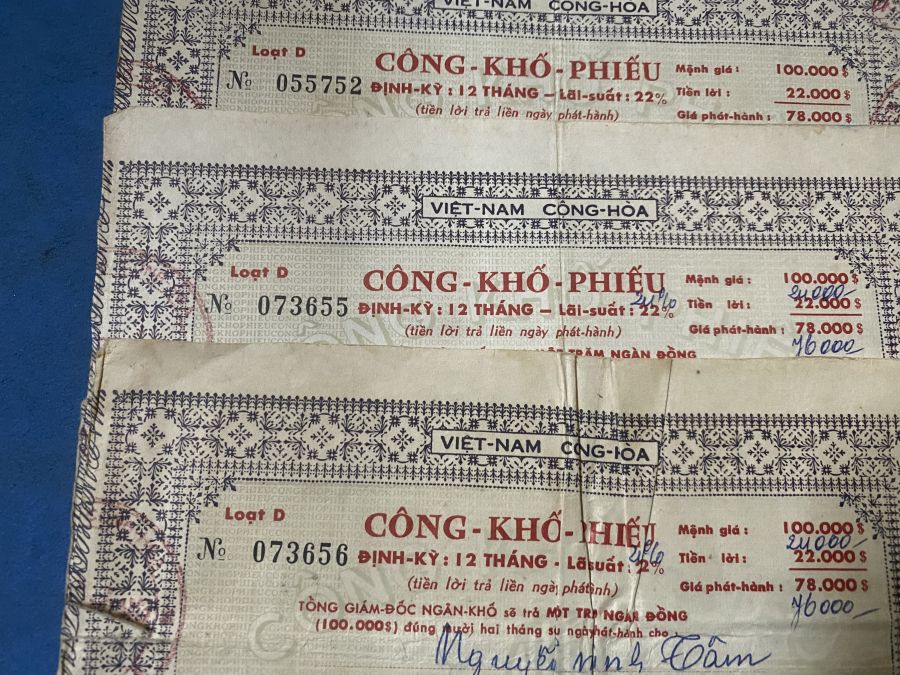 VIỆT-NAM CỘNG-HÒA
Loạt D
CÔNG-KHỐ-PHIẾU
Mệnh giá : 100.000$
№ 055752
ĐỊNH-KỲ : 12 THÁNG – Lãi-suất : 22%
Tiền lời : 22.000$
(tiền lời trả liền ngày phát-hành)
Giá phát-hành : 78.000$
VIỆT-NAM CỘNG-HÒA
Loạt D
CÔNG-KHỐ-PHIẾU
Mệnh giá : 100.000$
24% 24000-
№ 073655
ĐỊNH-KỲ : 12 THÁNG – Lãi-suất : 22%
Tiền lời : 22.000$
(tiền lời trả liền ngày phát-hành)
Giá phát-hành : 78.000$
76000-
TRĂM NGÀN ĐỒNG
VIỆT-NAM CỘNG-HÒA
Loạt D
CÔNG-KHỐ-PHIẾU
Mệnh giá : 100.000$
24% 24000-
№ 073656
ĐỊNH-KỲ : 12 THÁNG - Lãi suất : 2%
Tiền lời : 22.000$
(tiền lời trả liền ngày phát-hành)
Giá phát-hành : 78.000$
76000-
TỔNG GIÁM-ĐỐC NGÂN-KHỐ sẽ trả MỘT TRĂ NGÀN ĐỒNG
(100.000$) đúng mười hai tháng sau ngày phát-hành cho
Nguyễn minh Tâm